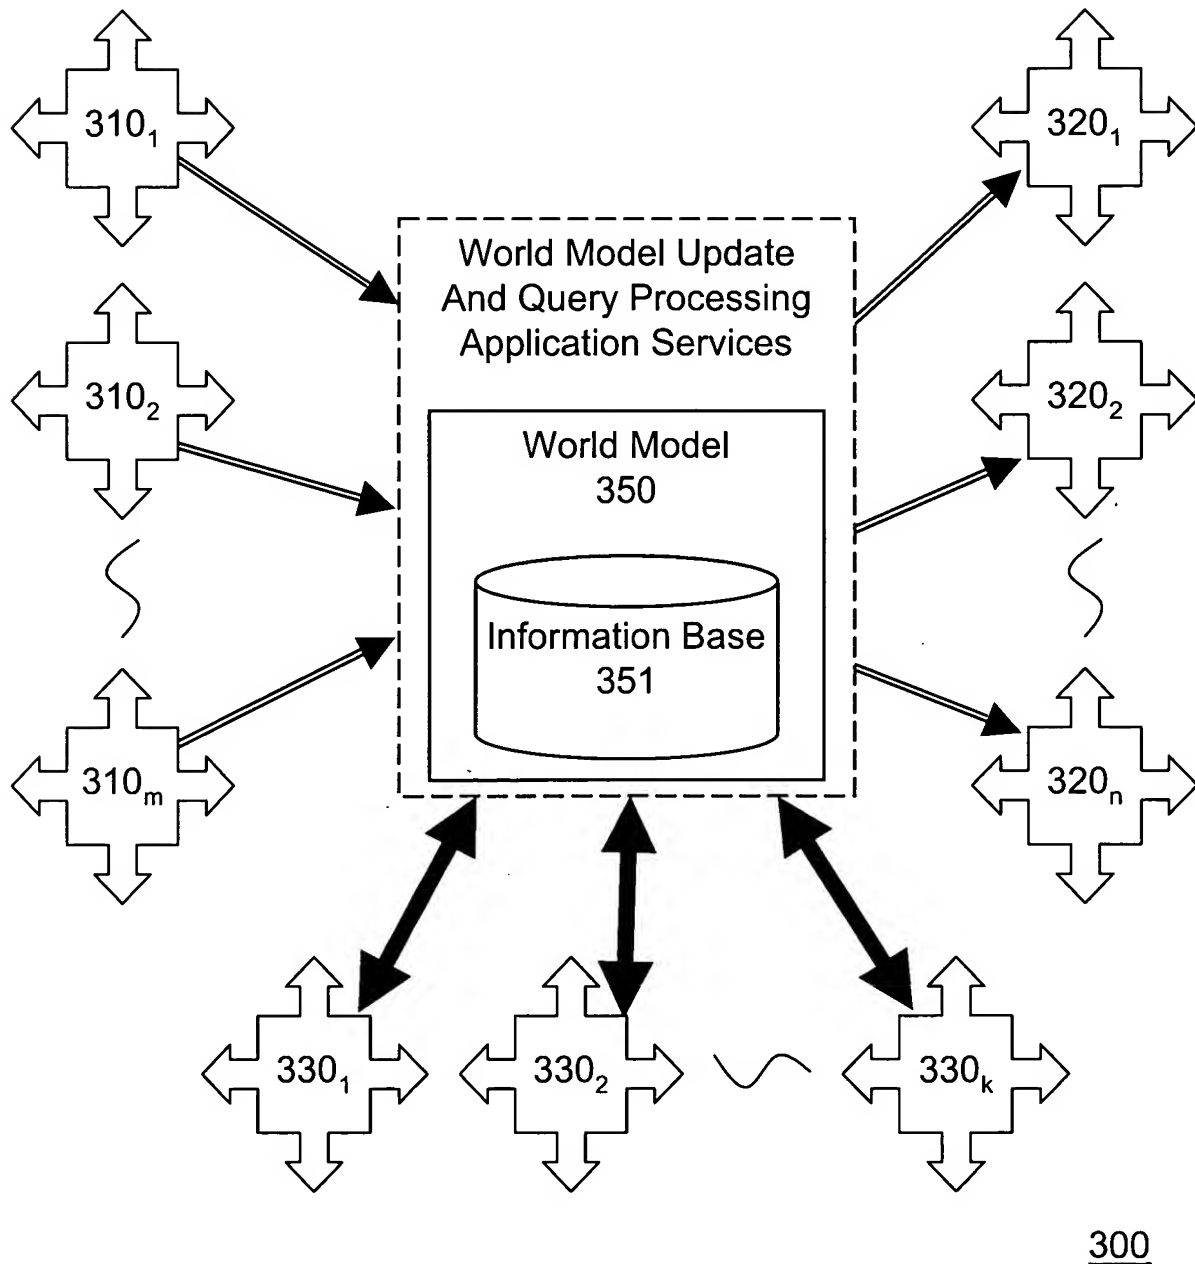 310₁
320₁
World Model Update
And Query Processing
Application Services
310₂
320₂
World Model
350
Information Base
351
310ₘ
320ₙ
330₁
330₂
330ₖ
300